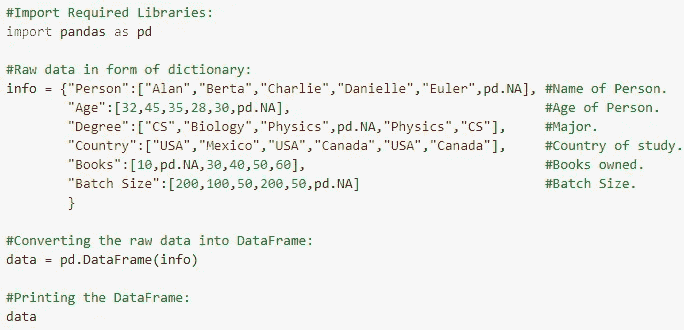 #Import Required Libraries:
import pandas as pd
#Raw data in form of dictionary:
info = {"Person":["Alan","Berta","Charlie","Danielle","Euler",pd.NA], #Name of Person.
"Age":[32,45,35,28,30,pd.NA], #Age of Person.
"Degree":["CS","Biology","Physics",pd.NA,"Physics","CS"], #Major.
"Country":["USA","Mexico","USA","Canada","USA","Canada"], #Country of study.
"Books":[10,pd.NA,30,40,50,60], #Books owned.
"Batch Size":[200,100,50,200,50,pd.NA] #Batch Size.
}
#Converting the raw data into DataFrame:
data = pd.DataFrame(info)
#Printing the DataFrame:
data